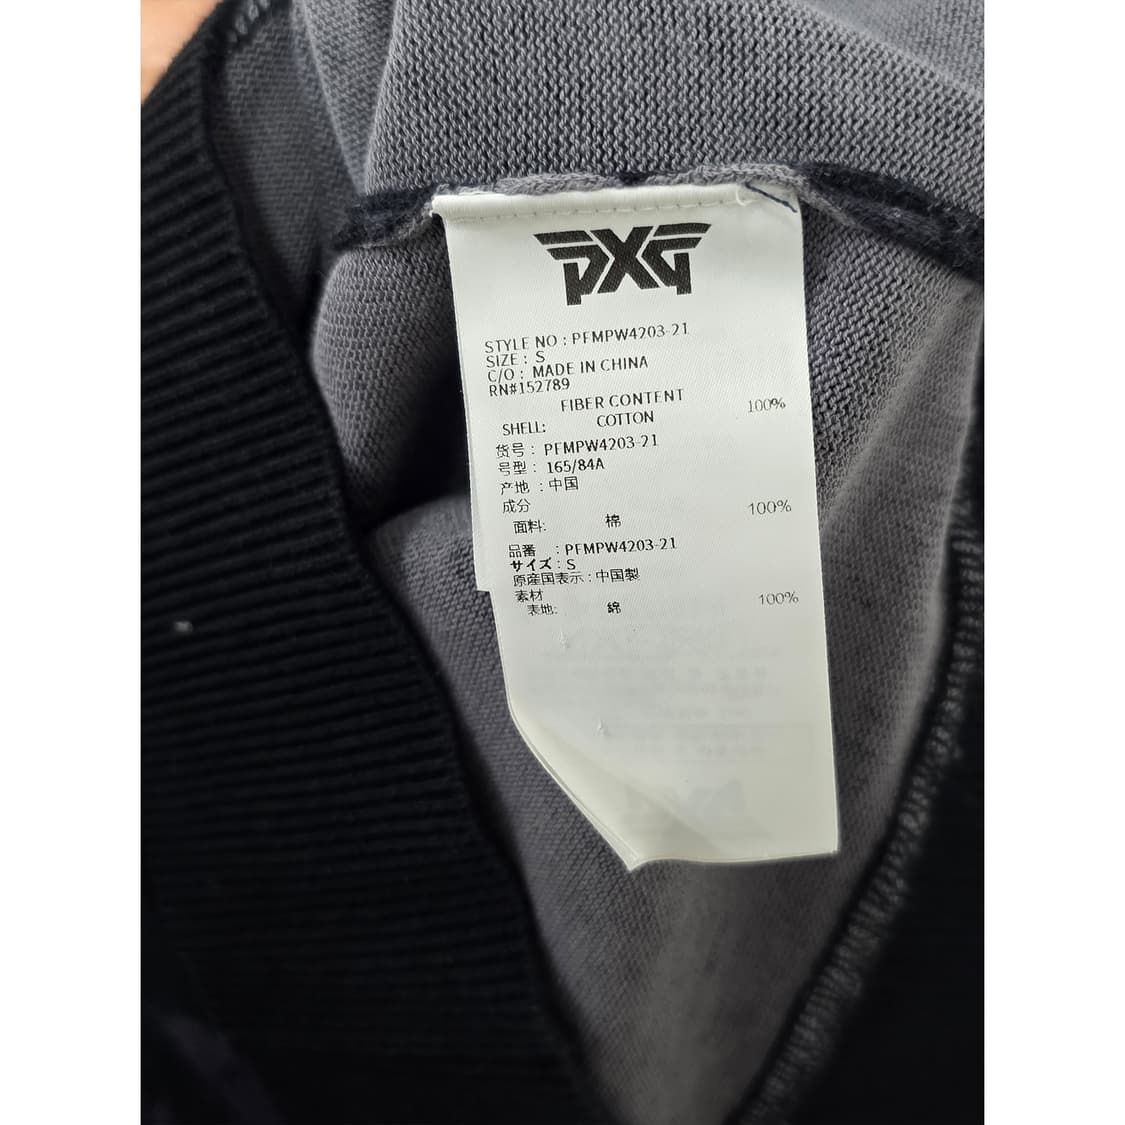 PXG
STYLE NO : PFMPW4203-21
SIZE : S
C/O : MADE IN CHINA
RN#152789
FIBER CONTENT
SHELL: COTTON 100%
货号 : PFMPW4203-21
号型 : 165/84A
产地 : 中国
成分
面料: 棉 100%
品番 : PFMPW4203-21
サイズ : S
原産国表示 : 中国製
素材
表地: 綿 100%